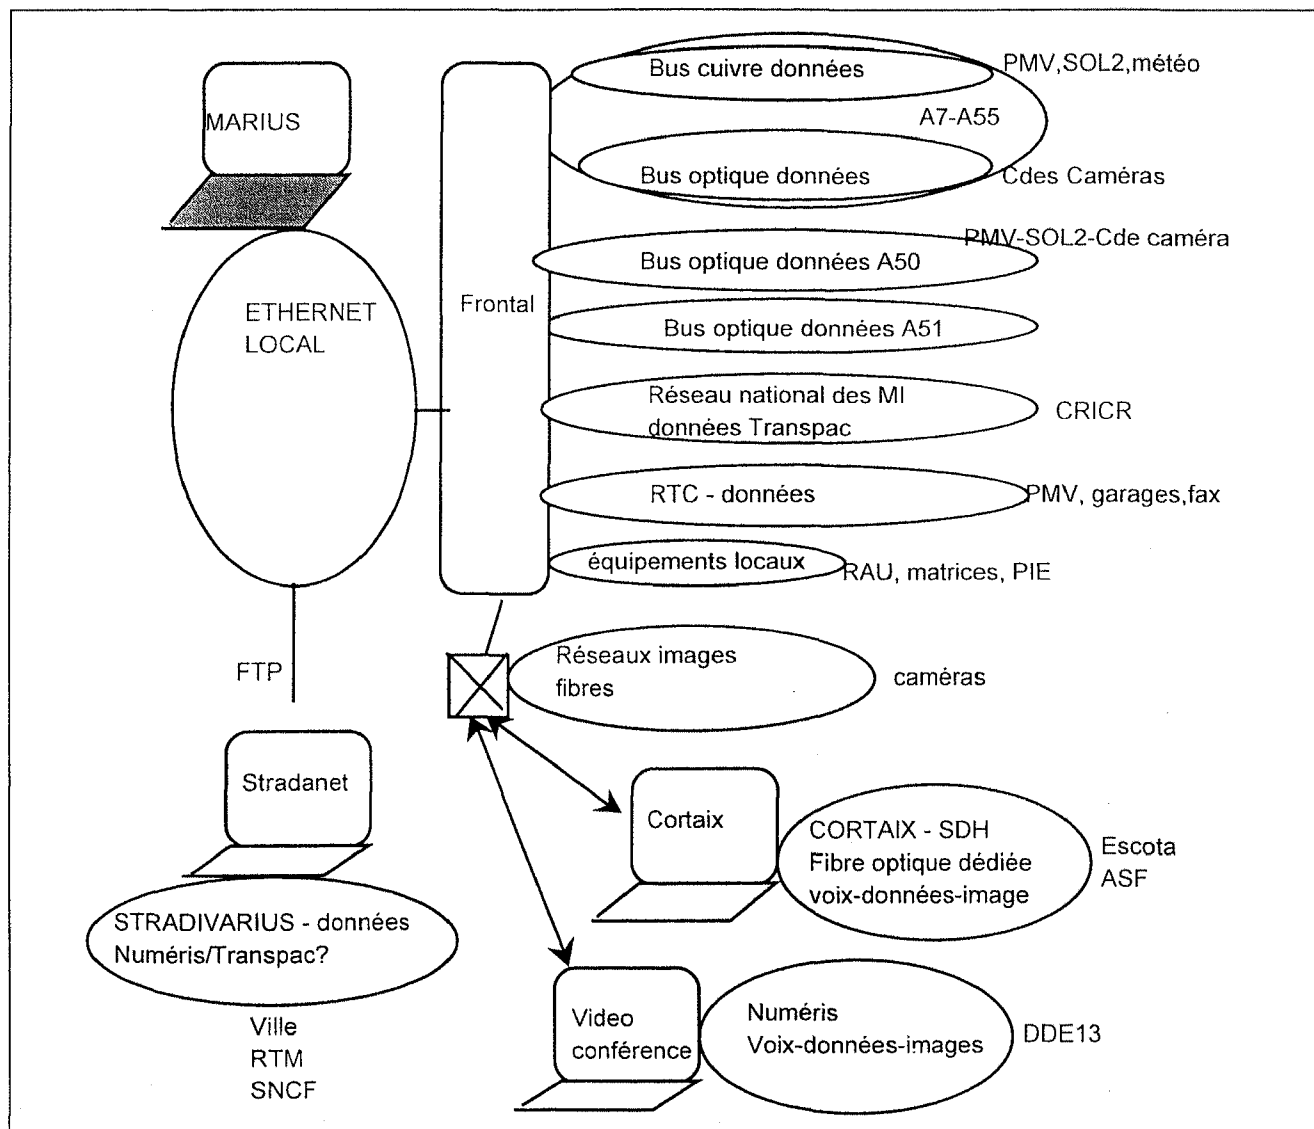 Bus cuivre données
PMV,SOL2,météo
MARIUS
A7-A55
Bus optique données
Cdes Caméras
PMV-SOL2-Cde caméra
Bus optique données A50
Frontal
ETHERNET
LOCAL
Bus optique données A51
Réseau national des MI
données Transpac
CRICR
RTC - données
PMV, garages,fax
équipements locaux
RAU, matrices, PIE
FTP
Réseaux images
fibres
caméras
Stradanet
Cortaix
CORTAIX - SDH
Fibre optique dédiée
voix-données-image
Escota
ASF
STRADIVARIUS - données
Numéris/Transpac?
Ville
RTM
SNCF
Video
conférence
Numéris
Voix-données-images
DDE13